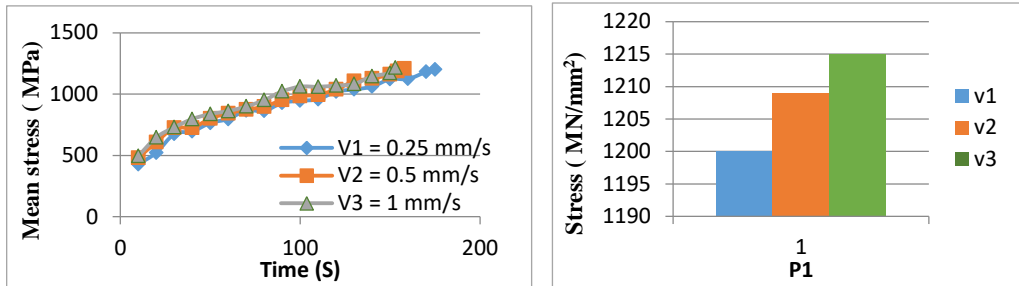 Mean stress ( MPa)
1500
1000
500
0
0
100
200
Time (S)
V1 = 0.25 mm/s
V2 = 0.5 mm/s
V3 = 1 mm/s
Stress ( MN/mm²)
1220
1215
1210
1205
1200
1195
1190
1
P1
v1
v2
v3